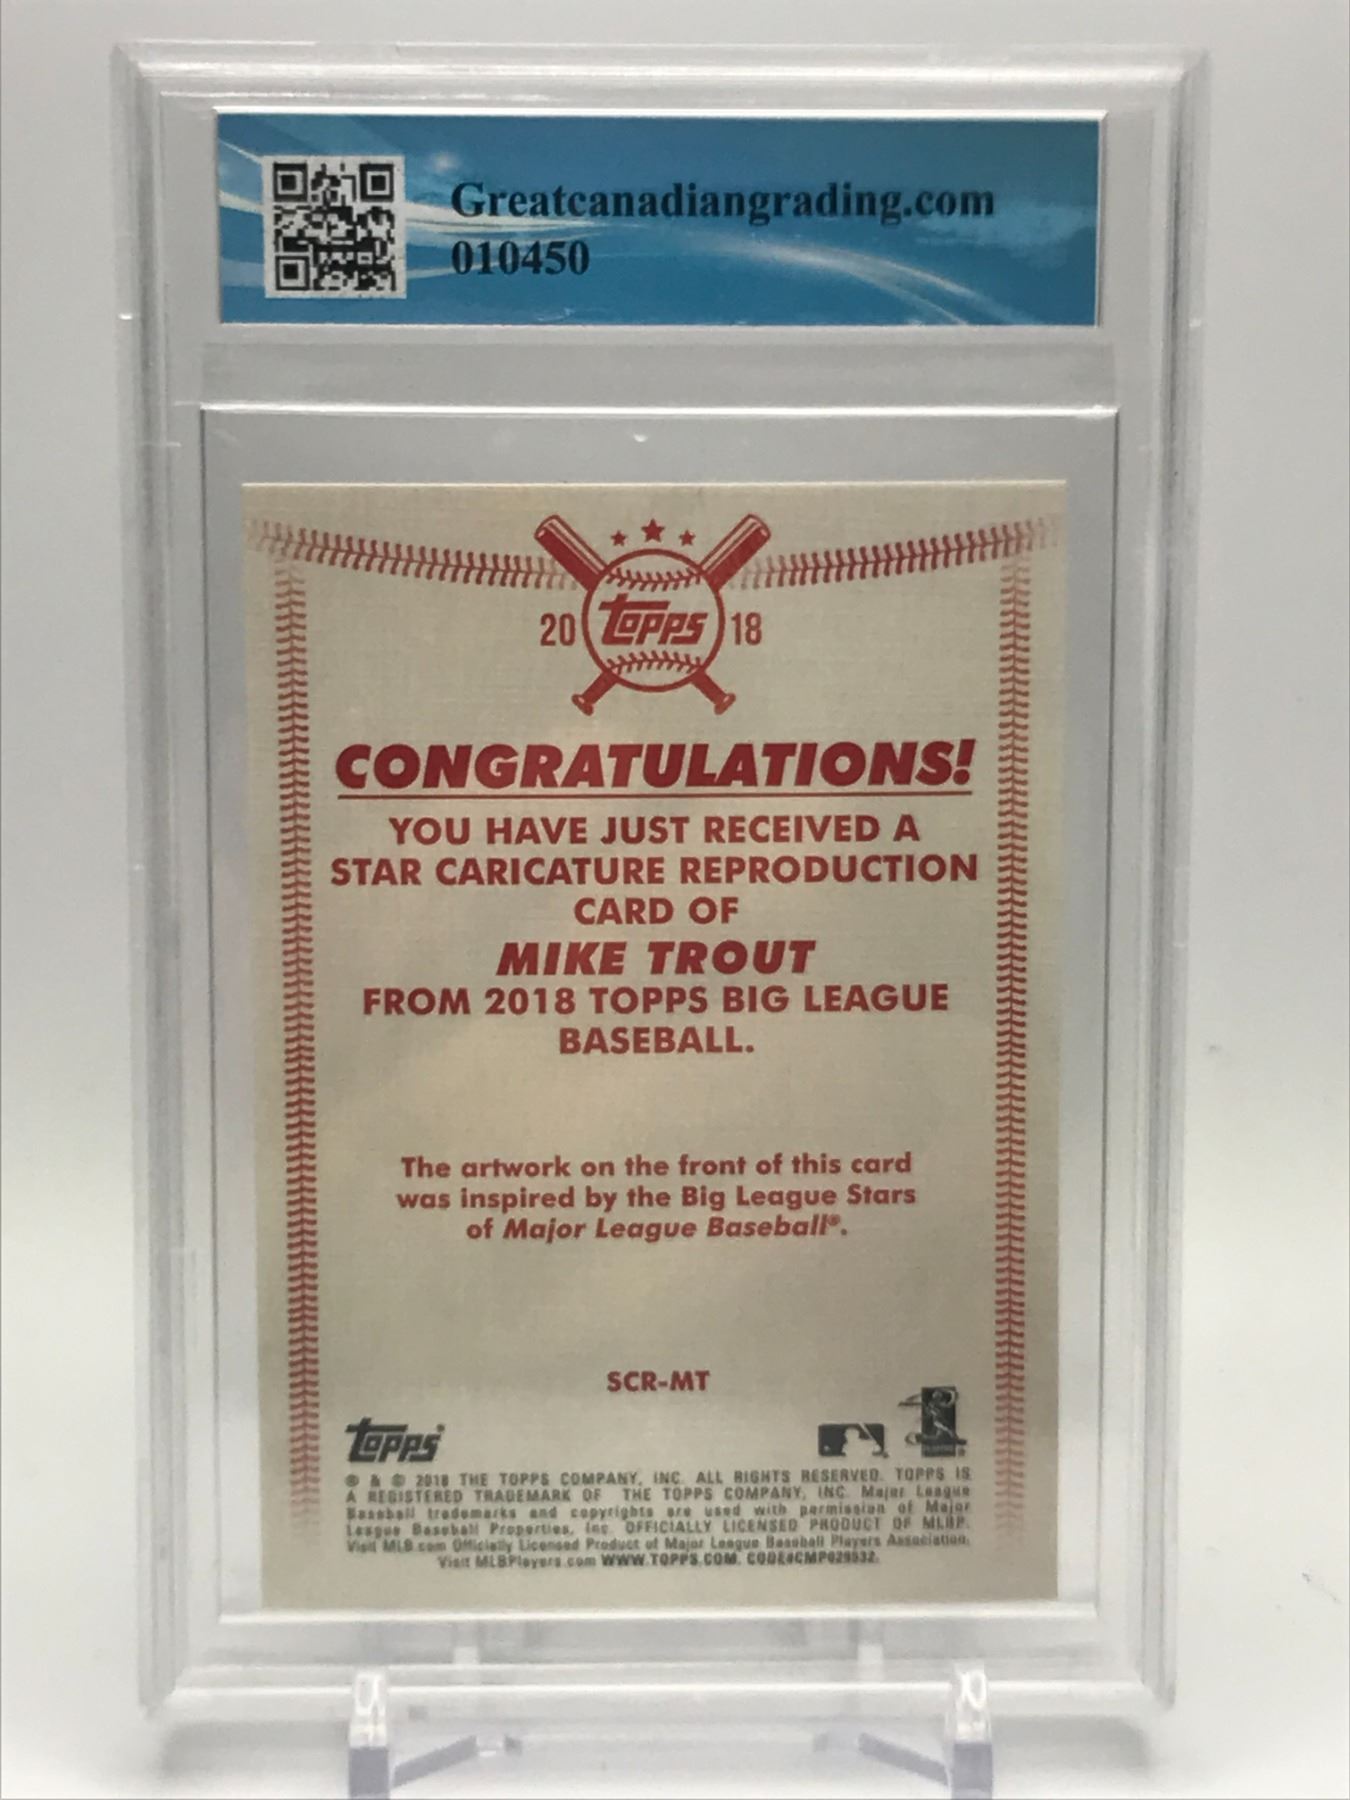 Greatcanadiangrading.com
010450
20 Topps 18
CONGRATULATIONS!
YOU HAVE JUST RECEIVED A
STAR CARICATURE REPRODUCTION
CARD OF
MIKE TROUT
FROM 2018 TOPPS BIG LEAGUE
BASEBALL.
The artwork on the front of this card
was inspired by the Big League Stars
of Major League Baseball®.
SCR-MT
Topps
® & © 2018 THE TOPPS COMPANY, INC. ALL RIGHTS RESERVED. TOPPS IS
A REGISTERED TRADEMARK OF THE TOPPS COMPANY, INC. Major League
Baseball trademarks and copyrights are used with permission of Major
League Baseball Properties, Inc. OFFICIALLY LICENSED PRODUCT OF MLBP.
Visit MLB.com Officially Licensed Product of Major League Baseball Players Association.
Visit MLBPlayers.com WWW.TOPPS.COM. CODE#CMP029532.